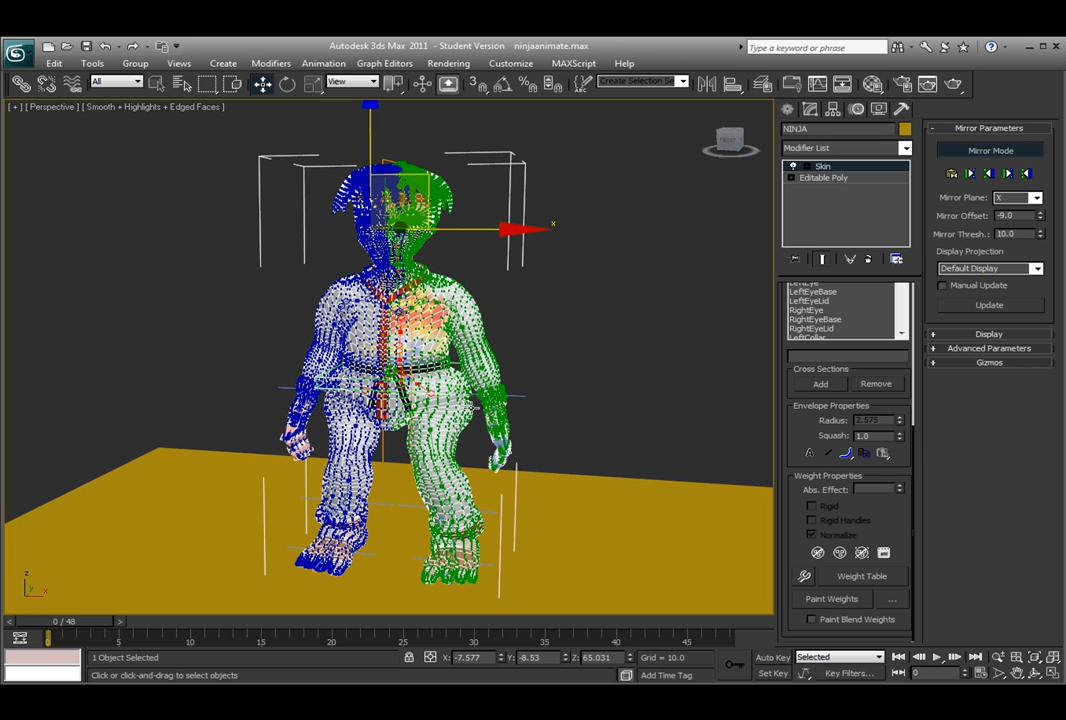 Autodesk 3ds Max 2011 - Student Version ninjaanimate.max
Type a keyword or phrase
Edit Tools Group Views Create Modifiers Animation Graph Editors Rendering Customize MAXScript Help
All
View
Create Selection Se
[ + ] [ Perspective ] [ Smooth + Highlights + Edged Faces ]
FRONT
NINJA
Modifier List
Skin
Editable Poly
LeftEye
LeftEyeBase
LeftEyeLid
RightEye
RightEyeBase
RightEyeLid
LeftCollar
Cross Sections
Add Remove
Envelope Properties
Radius: 2.575
Squash: 1.0
Weight Properties
Abs. Effect:
Rigid
Rigid Handles
Normalize
Weight Table
Paint Weights ...
Paint Blend Weights
- Mirror Parameters
Mirror Mode
Mirror Plane: X
Mirror Offset: -9.0
Mirror Thresh.: 10.0
Display Projection
Default Display
Manual Update
Update
+ Display
+ Advanced Parameters
+ Gizmos
x
z
y
x
< 0 / 48 >
0 5 10 15 20 25 30 35 40 45
1 Object Selected
X: -7.577 Y: -8.53 Z: 65.031 Grid = 10.0
Auto Key Selected
Click or click-and-drag to select objects
Add Time Tag
Set Key Key Filters...
0